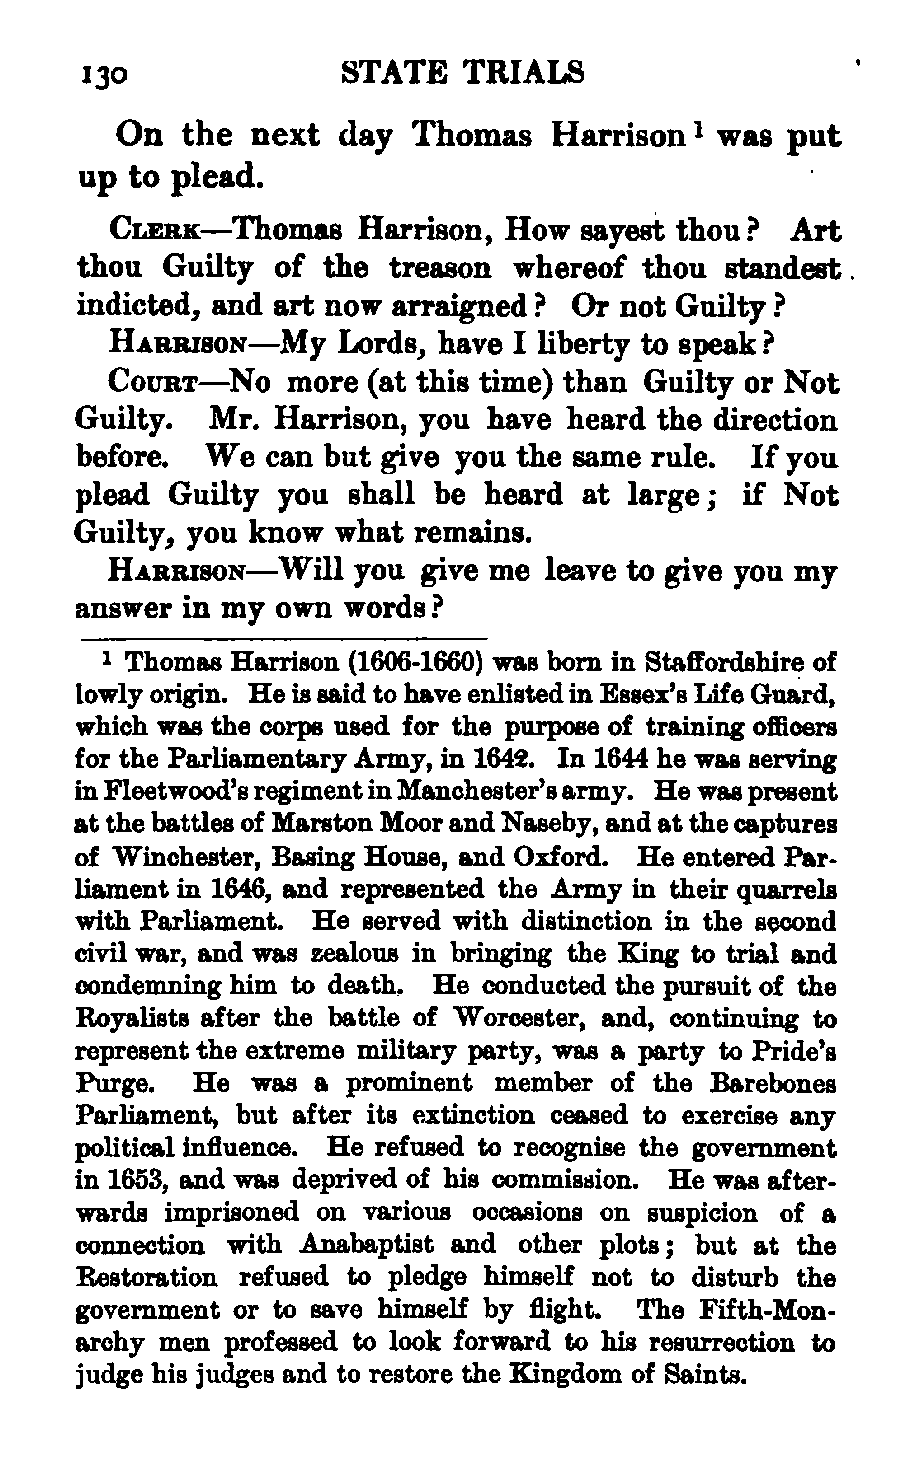 130 STATE TRIALS
On the next day Thomas Harrison¹ was put
up to plead.
CLERK—Thomas Harrison, How sayest thou? Art
thou Guilty of the treason whereof thou standest
indicted, and art now arraigned? Or not Guilty?
HARRISON—My Lords, have I liberty to speak?
COURT—No more (at this time) than Guilty or Not
Guilty. Mr. Harrison, you have heard the direction
before. We can but give you the same rule. If you
plead Guilty you shall be heard at large; if Not
Guilty, you know what remains.
HARRISON—Will you give me leave to give you my
answer in my own words?
¹ Thomas Harrison (1606-1660) was born in Staffordshire of
lowly origin. He is said to have enlisted in Essex's Life Guard,
which was the corps used for the purpose of training officers
for the Parliamentary Army, in 1642. In 1644 he was serving
in Fleetwood's regiment in Manchester's army. He was present
at the battles of Marston Moor and Naseby, and at the captures
of Winchester, Basing House, and Oxford. He entered Par-
liament in 1646, and represented the Army in their quarrels
with Parliament. He served with distinction in the second
civil war, and was zealous in bringing the King to trial and
condemning him to death. He conducted the pursuit of the
Royalists after the battle of Worcester, and, continuing to
represent the extreme military party, was a party to Pride's
Purge. He was a prominent member of the Barebones
Parliament, but after its extinction ceased to exercise any
political influence. He refused to recognise the government
in 1653, and was deprived of his commission. He was after-
wards imprisoned on various occasions on suspicion of a
connection with Anabaptist and other plots; but at the
Restoration refused to pledge himself not to disturb the
government or to save himself by flight. The Fifth-Mon-
archy men professed to look forward to his resurrection to
judge his judges and to restore the Kingdom of Saints.